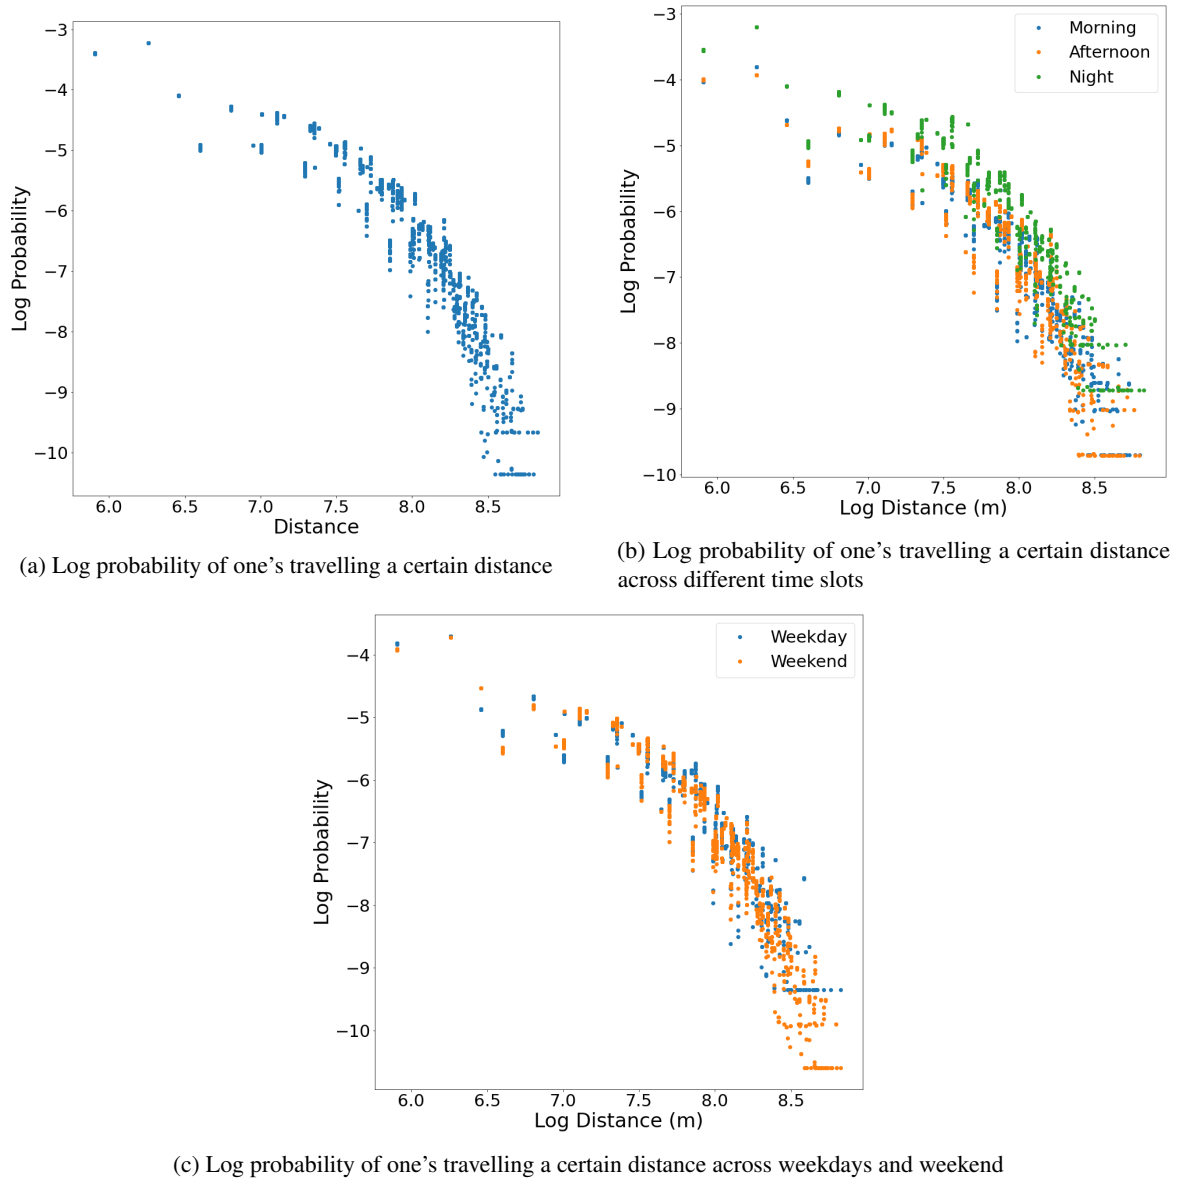 −3
−4
−5
−6
−7
−8
−9
−10
Log Probability
6.0 6.5 7.0 7.5 8.0 8.5
Distance
(a) Log probability of one's travelling a certain distance
−3
−4
−5
−6
−7
−8
−9
−10
Log Probability
Morning
Afternoon
Night
6.0 6.5 7.0 7.5 8.0 8.5
Log Distance (m)
(b) Log probability of one's travelling a certain distance
across different time slots
−4
−5
−6
−7
−8
−9
−10
Log Probability
Weekday
Weekend
6.0 6.5 7.0 7.5 8.0 8.5
Log Distance (m)
(c) Log probability of one's travelling a certain distance across weekdays and weekend